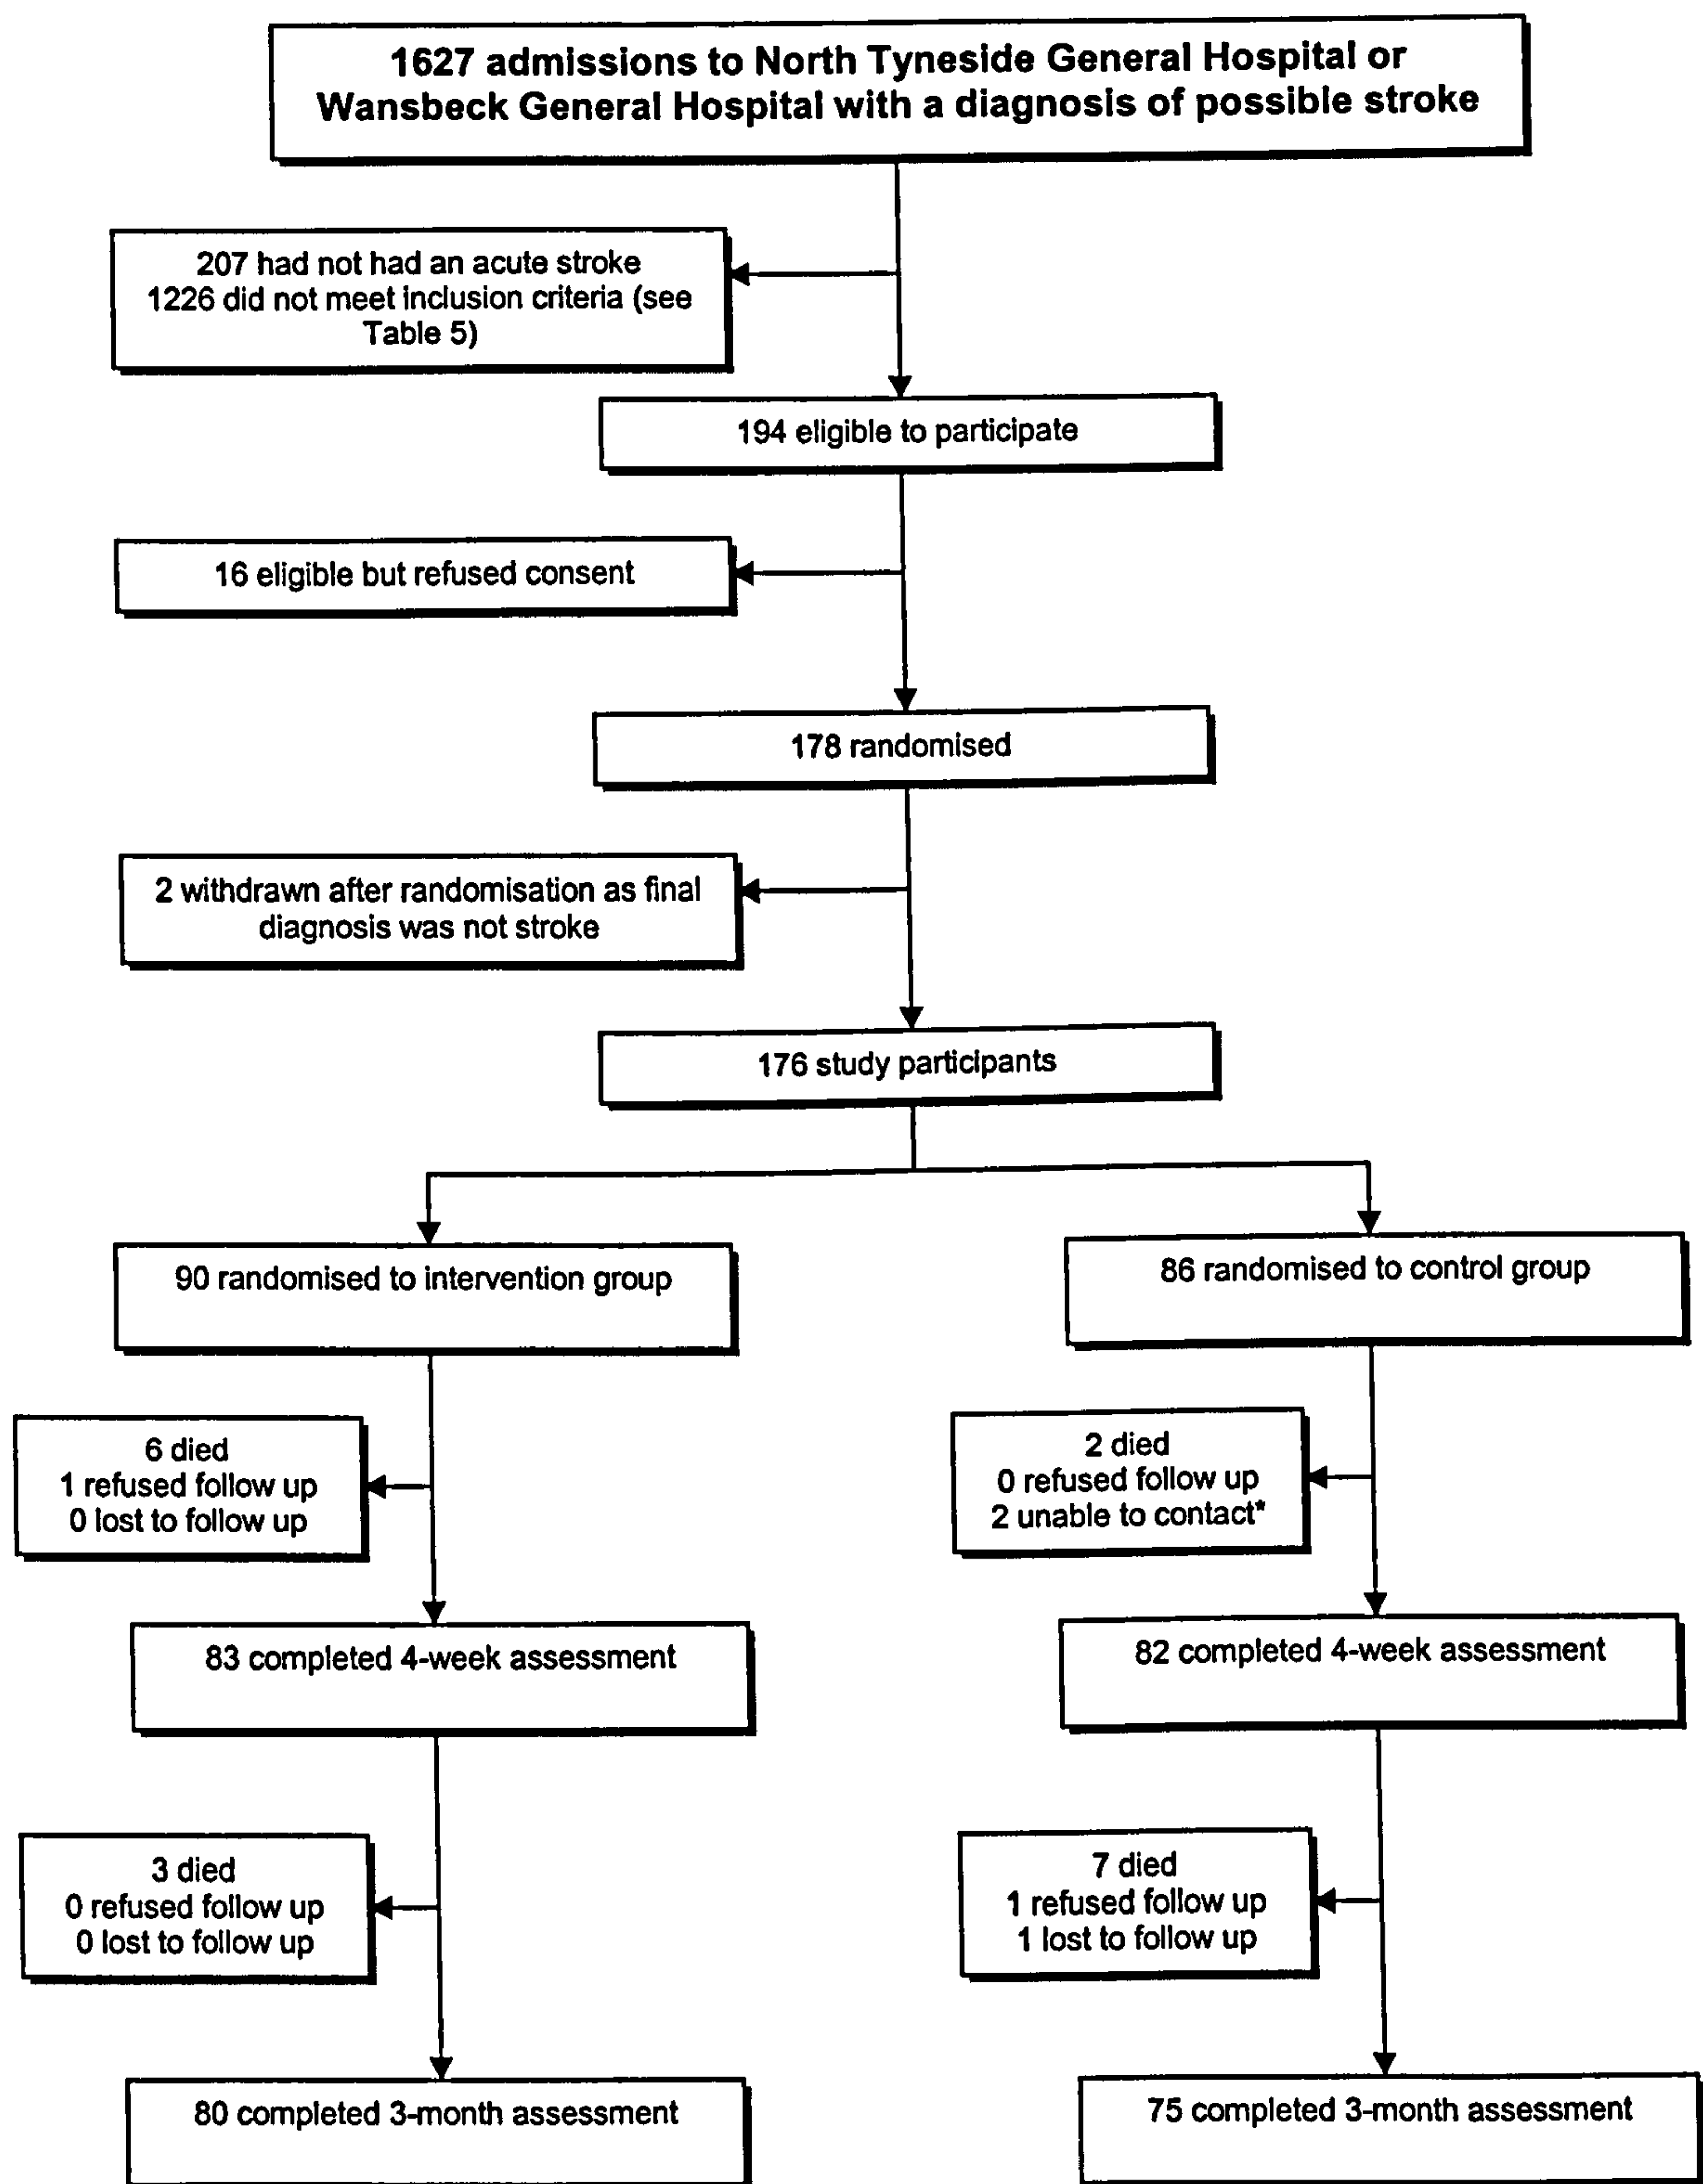 1627 admissions to North Tyneside General Hospital or
Wansbeck General Hospital with a diagnosis of possible stroke
207 had not had an acute stroke
1226 did not meet inclusion criteria (see
Table 5)
194 eligible to participate
16 eligible but refused consent
178 randomised
2 withdrawn after randomisation as final
diagnosis was not stroke
176 study participants
90 randomised to intervention group
86 randomised to control group
6 died
1 refused follow up
0 lost to follow up
2 died
0 refused follow up
2 unable to contact*
83 completed 4-week assessment
82 completed 4-week assessment
3 died
0 refused follow up
0 lost to follow up
7 died
1 refused follow up
1 lost to follow up
80 completed 3-month assessment
75 completed 3-month assessment